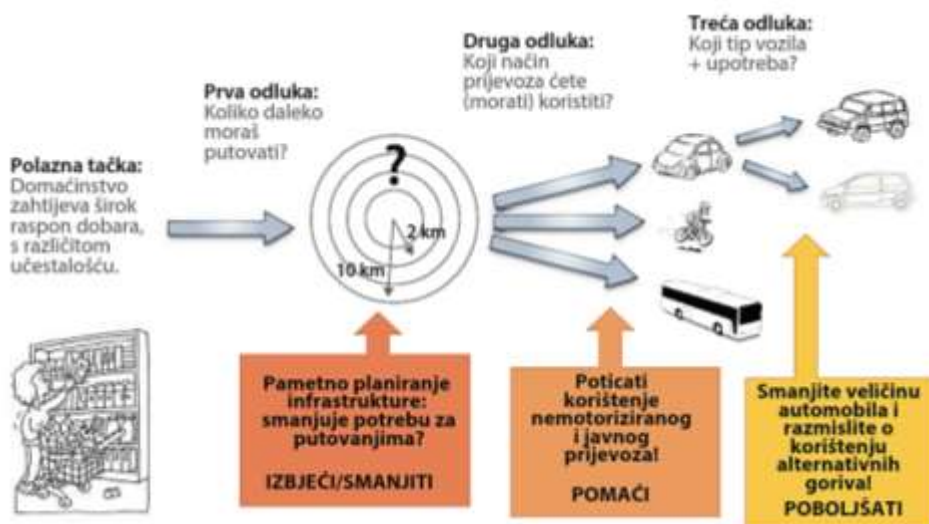 Polazna tačka:
Domaćinstvo
zahtijeva širok
raspon dobara,
s različitom
učestalošću.
Prva odluka:
Koliko daleko
moraš
putovati?
?
2 km
10 km
Druga odluka:
Koji način
prijevoza ćete
(morati) koristiti?
Treća odluka:
Koji tip vozila
+ upotreba?
Pametno planiranje
infrastrukture:
smanjuje potrebu za
putovanjima?
IZBJEĆI/SMANJITI
Poticati
korištenje
nemotoriziranog
i javnog
prijevoza!
POMAĆI
Smanjite veličinu
automobila i
razmislite o
korištenju
alternativnih
goriva!
POBOLJŠATI